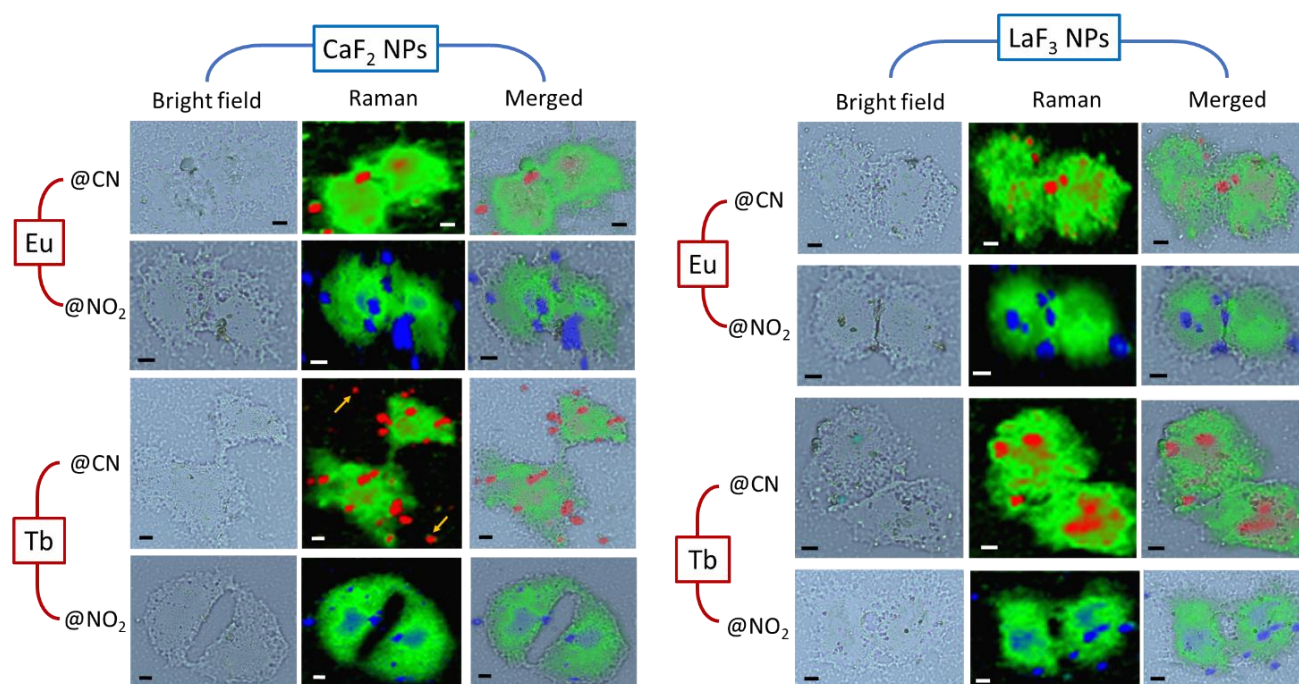 CaF₂ NPs
Bright field Raman Merged
@CN
Eu
@NO₂
@CN
Tb
@NO₂
LaF₃ NPs
Bright field Raman Merged
@CN
Eu
@NO₂
@CN
Tb
@NO₂